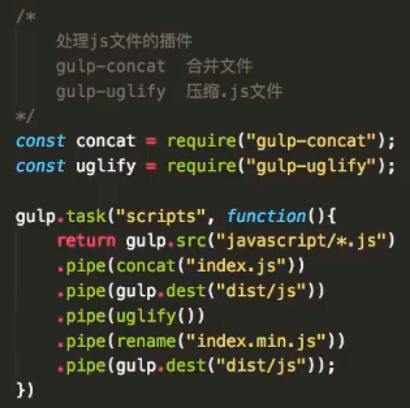 /*
处理js文件的插件
gulp-concat 合并文件
gulp-uglify 压缩.js文件
*/
const concat = require("gulp-concat");
const uglify = require("gulp-uglify");
gulp.task("scripts", function(){
return gulp.src("javascript/*.js")
.pipe(concat("index.js"))
.pipe(gulp.dest("dist/js"))
.pipe(uglify())
.pipe(rename("index.min.js"))
.pipe(gulp.dest("dist/js"));
})